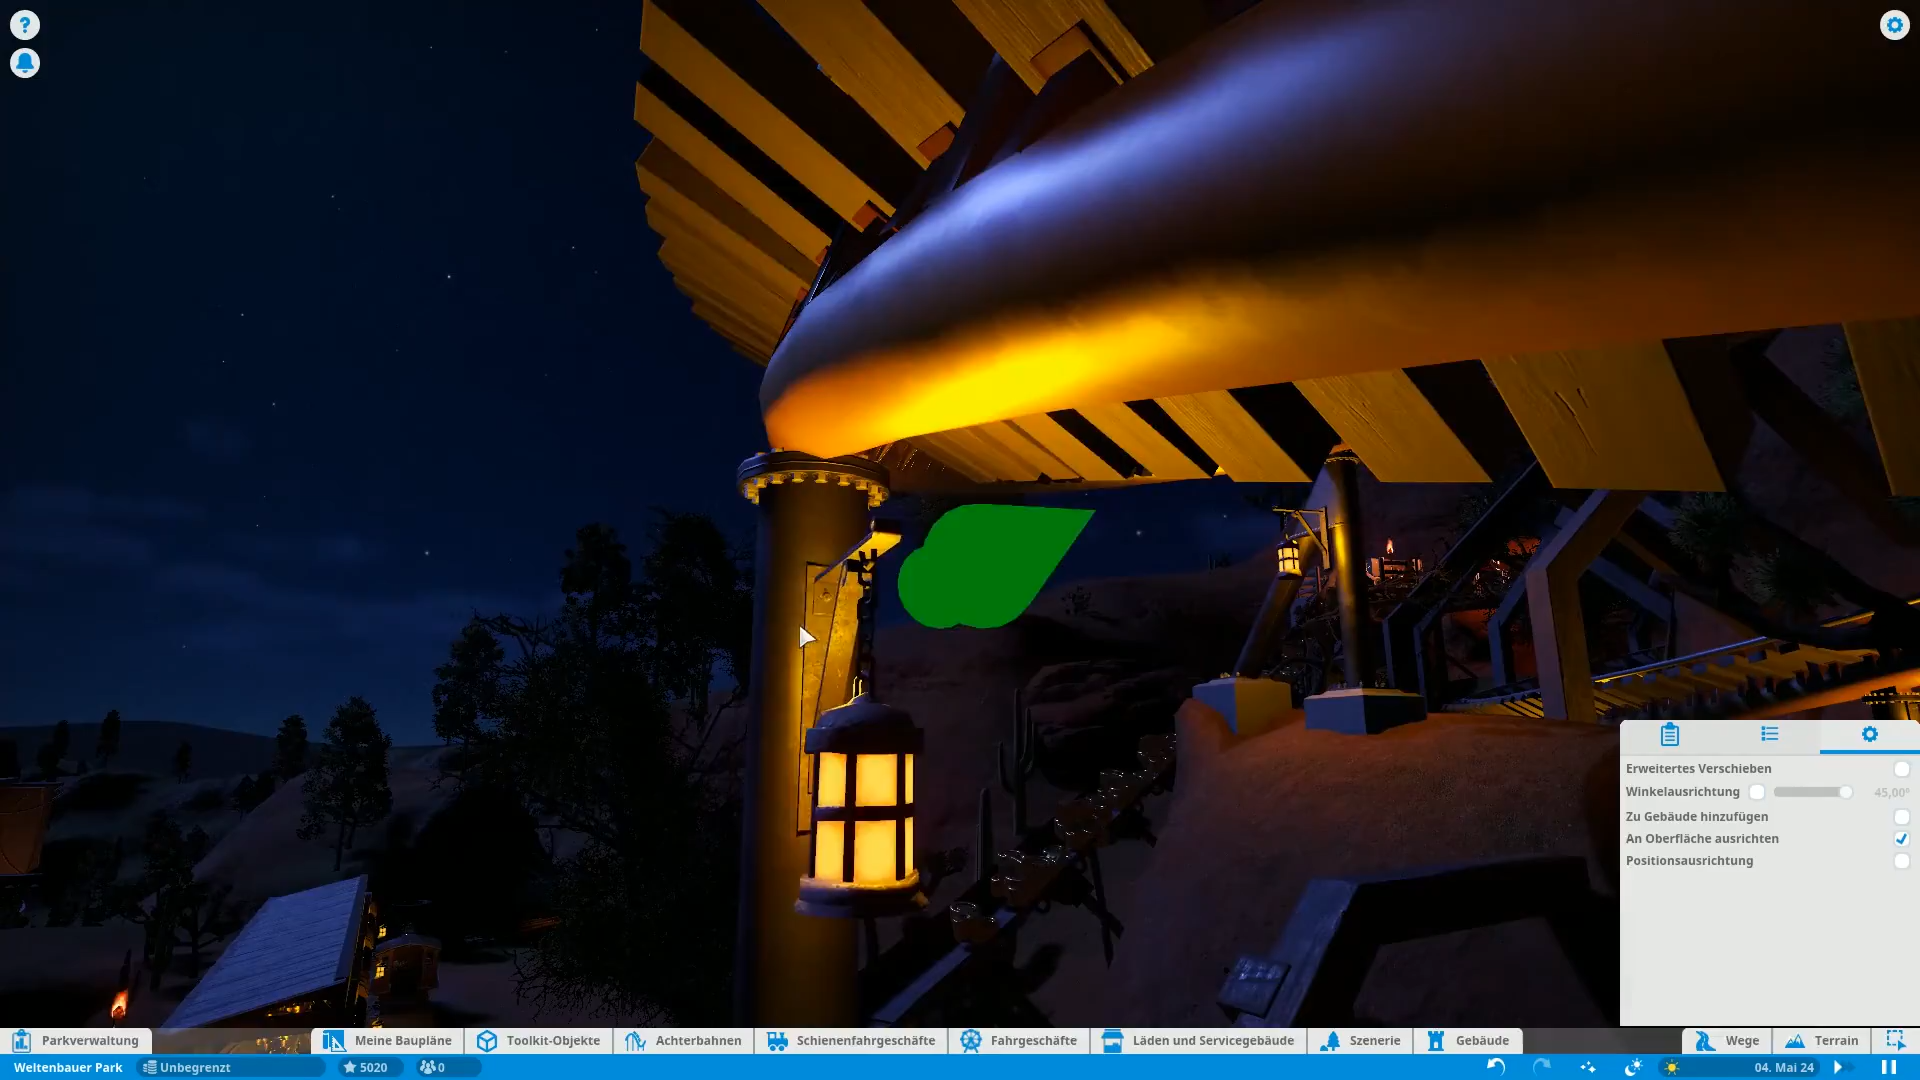 ?
Erweitertes Verschieben
Winkelausrichtung 45,00°
Zu Gebäude hinzufügen
An Oberfläche ausrichten
Positionsausrichtung
Parkverwaltung Meine Baupläne Toolkit-Objekte Achterbahnen Schienenfahrgeschäfte Fahrgeschäfte Läden und Servicegebäude Szenerie Gebäude Wege Terrain
Weltenbauer Park Unbegrenzt 5020 0 04. Mai 24